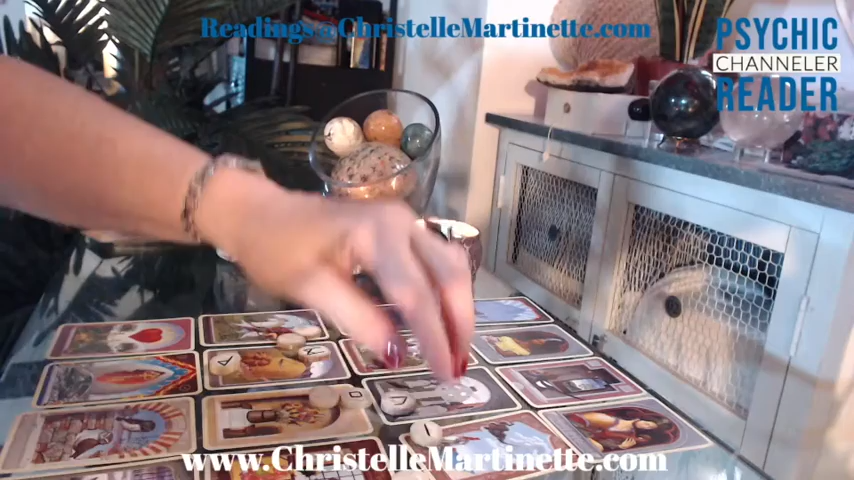 Readings@ChristelleMartinette.com
PSYCHIC
CHANNELER
READER
www.ChristelleMartinette.com